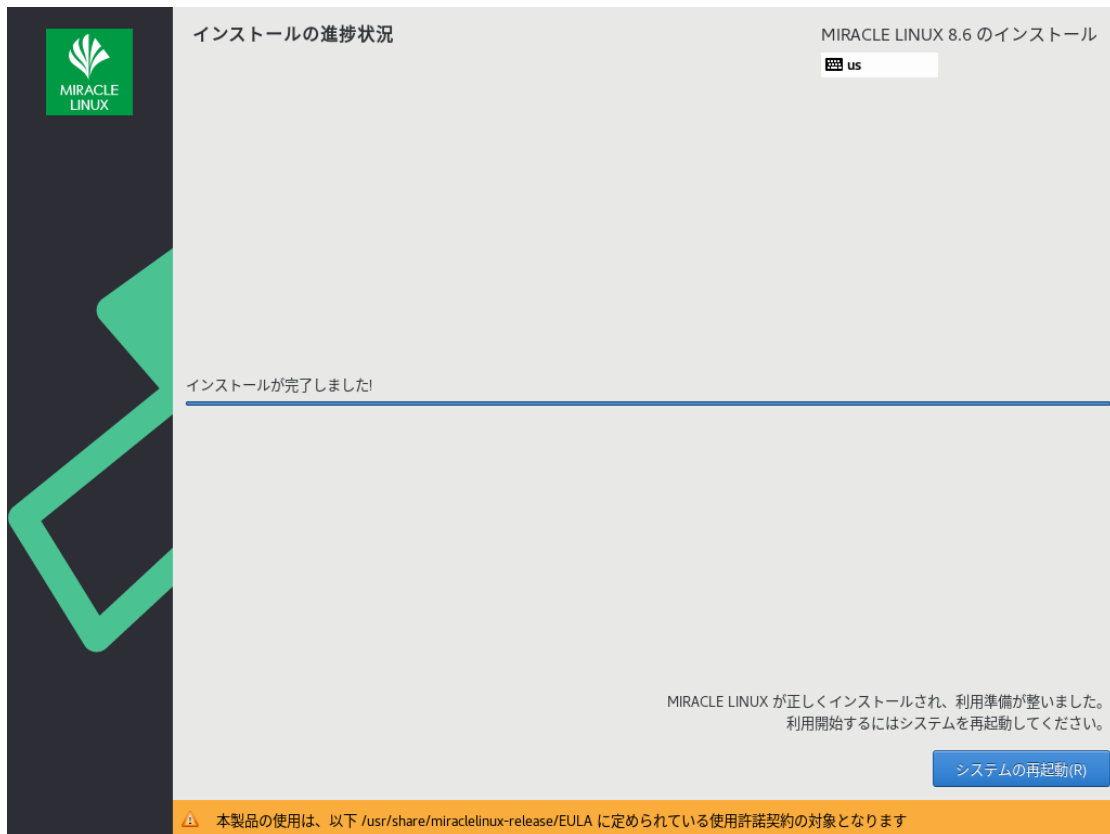 MIRACLE
LINUX
インストールの進捗状況
MIRACLE LINUX 8.6 のインストール
us
インストールが完了しました!
MIRACLE LINUX が正しくインストールされ、利用準備が整いました。
利用開始するにはシステムを再起動してください。
システムの再起動(R)
本製品の使用は、以下 /usr/share/miraclelinux-release/EULA に定められている使用許諾契約の対象となります